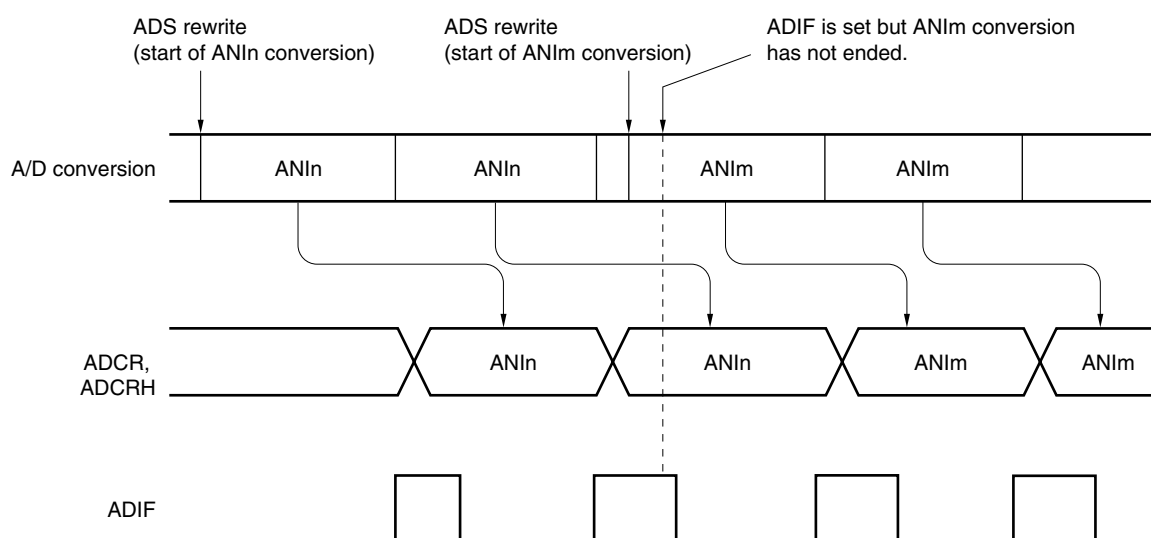 ADS rewrite
(start of ANIn conversion)
ADS rewrite
(start of ANIm conversion)
ADIF is set but ANIm conversion
has not ended.
A/D conversion
ANIn
ANIn
ANIm
ANIm
ADCR,
ADCRH
ANIn
ANIn
ANIm
ANIm
ADIF